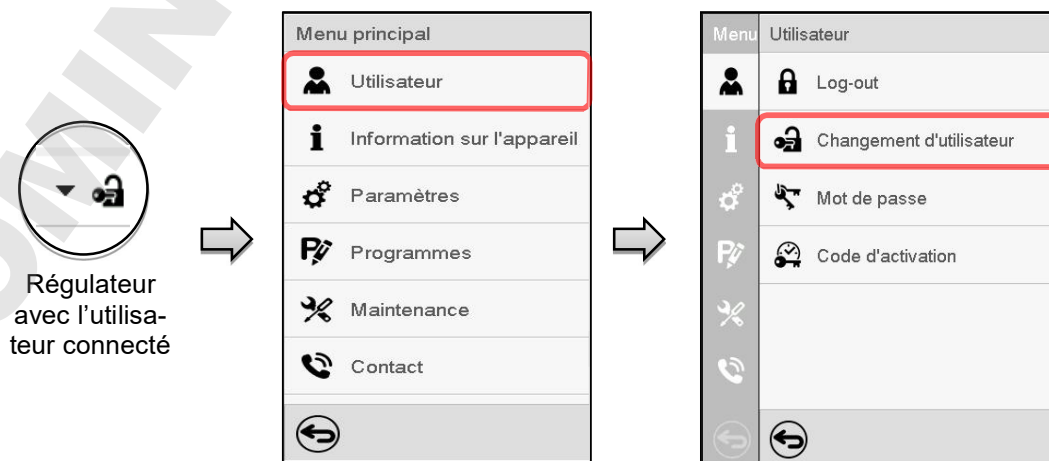 Menu principal
Utilisateur
Information sur l'appareil
Paramètres
Programmes
Maintenance
Contact
Régulateur
avec l’utilisa-
teur connecté
Menu
Utilisateur
Log-out
Changement d'utilisateur
Mot de passe
Code d'activation